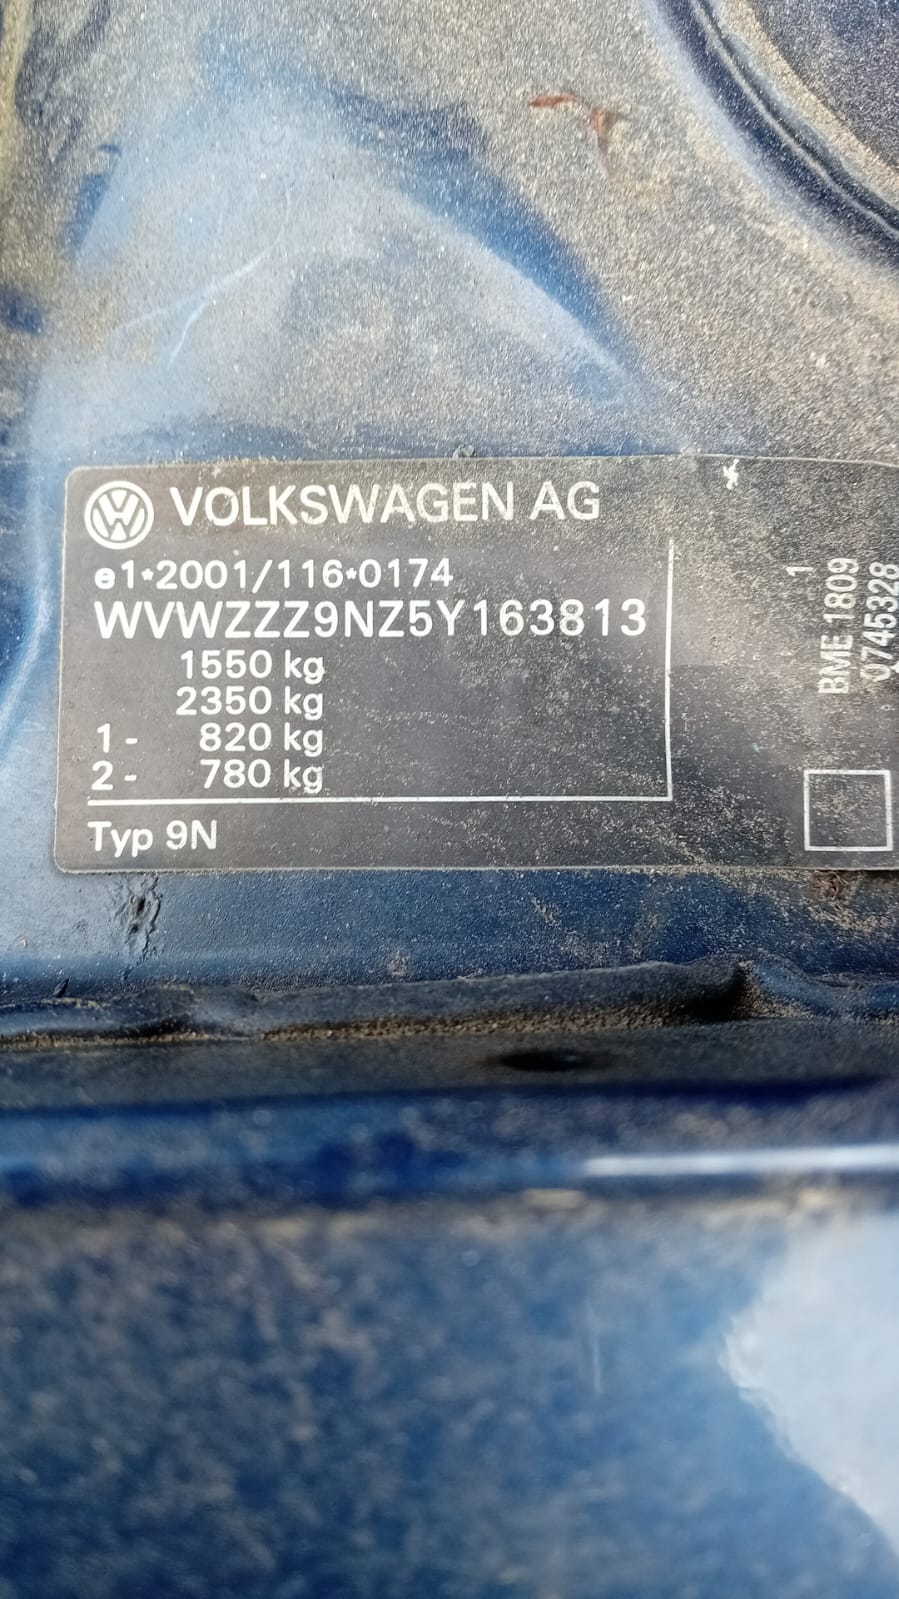 VOLKSWAGEN AG
e1*2001/116*0174
WVWZZZ9NZ5Y163813
1550 kg
2350 kg
1- 820 kg
2- 780 kg
Typ 9N
1
BME 1809
0745328